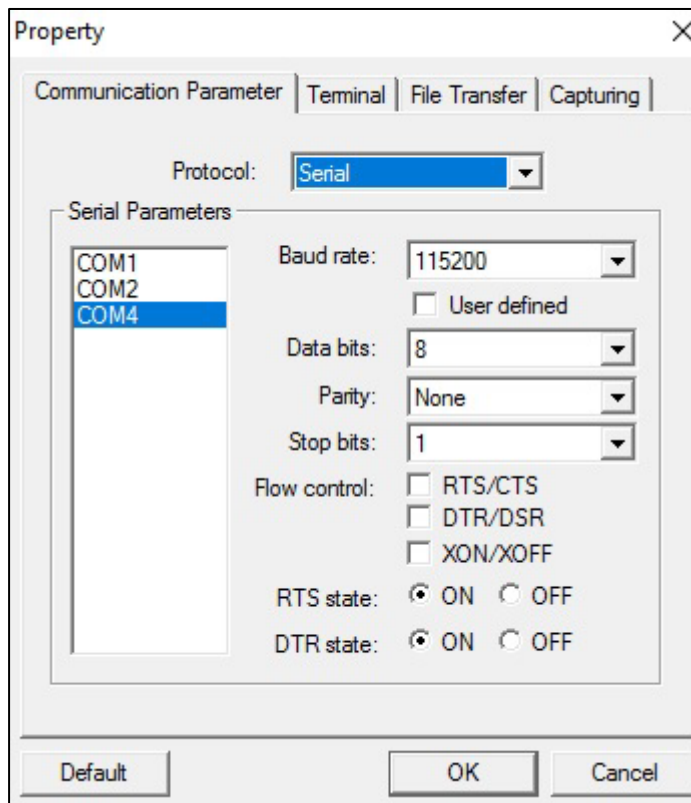 Property
Communication Parameter Terminal File Transfer Capturing
Protocol: Serial
Serial Parameters
COM1
COM2
COM4
Baud rate: 115200
User defined
Data bits: 8
Parity: None
Stop bits: 1
Flow control: RTS/CTS
DTR/DSR
XON/XOFF
RTS state: ON OFF
DTR state: ON OFF
Default OK Cancel